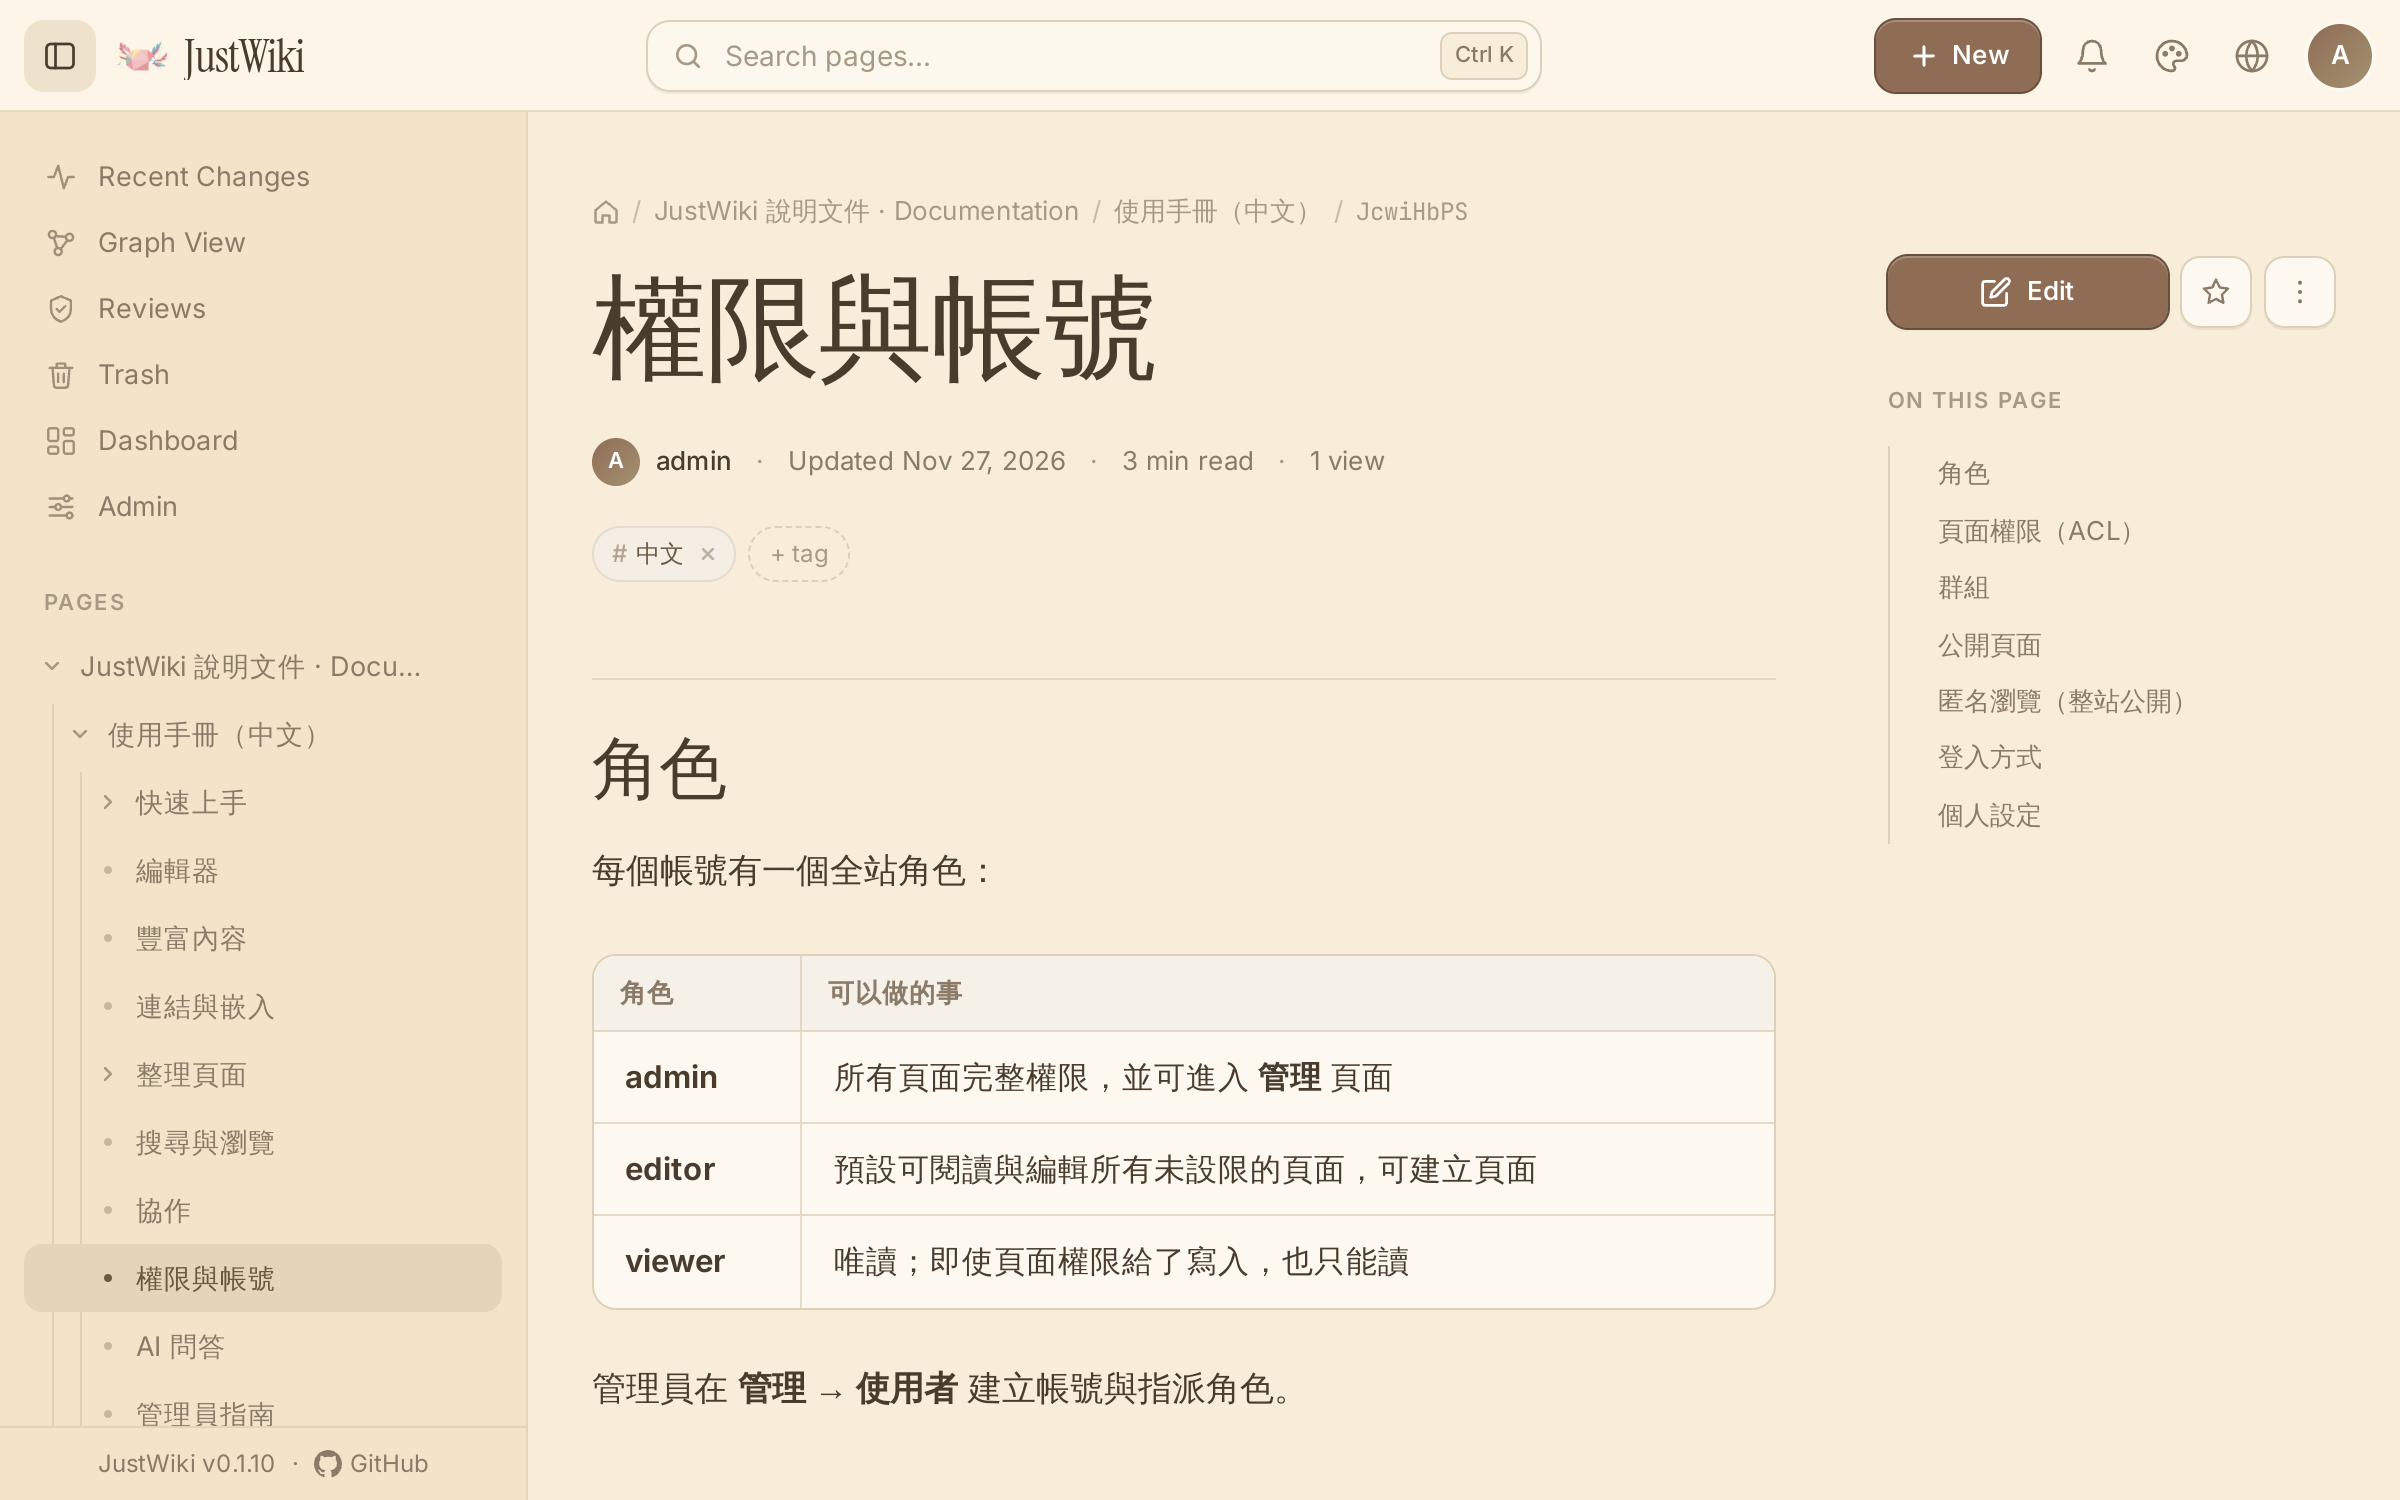 JustWiki
Search pages...
Ctrl K
New
A
Recent Changes
Graph View
Reviews
Trash
Dashboard
Admin
PAGES
JustWiki 說明文件 · Docu...
使用手冊（中文）
快速上手
編輯器
豐富內容
連結與嵌入
整理頁面
搜尋與瀏覽
協作
權限與帳號
AI 問答
管理員指南
JustWiki v0.1.10 · GitHub
/ JustWiki 說明文件 · Documentation / 使用手冊（中文） / JcwiHbPS
權限與帳號
A admin · Updated Nov 27, 2026 · 3 min read · 1 view
# 中文 × + tag
角色
每個帳號有一個全站角色：
角色 可以做的事
admin 所有頁面完整權限，並可進入 管理 頁面
editor 預設可閱讀與編輯所有未設限的頁面，可建立頁面
viewer 唯讀；即使頁面權限給了寫入，也只能讀
管理員在 管理 → 使用者 建立帳號與指派角色。
Edit
ON THIS PAGE
角色
頁面權限（ACL）
群組
公開頁面
匿名瀏覽（整站公開）
登入方式
個人設定